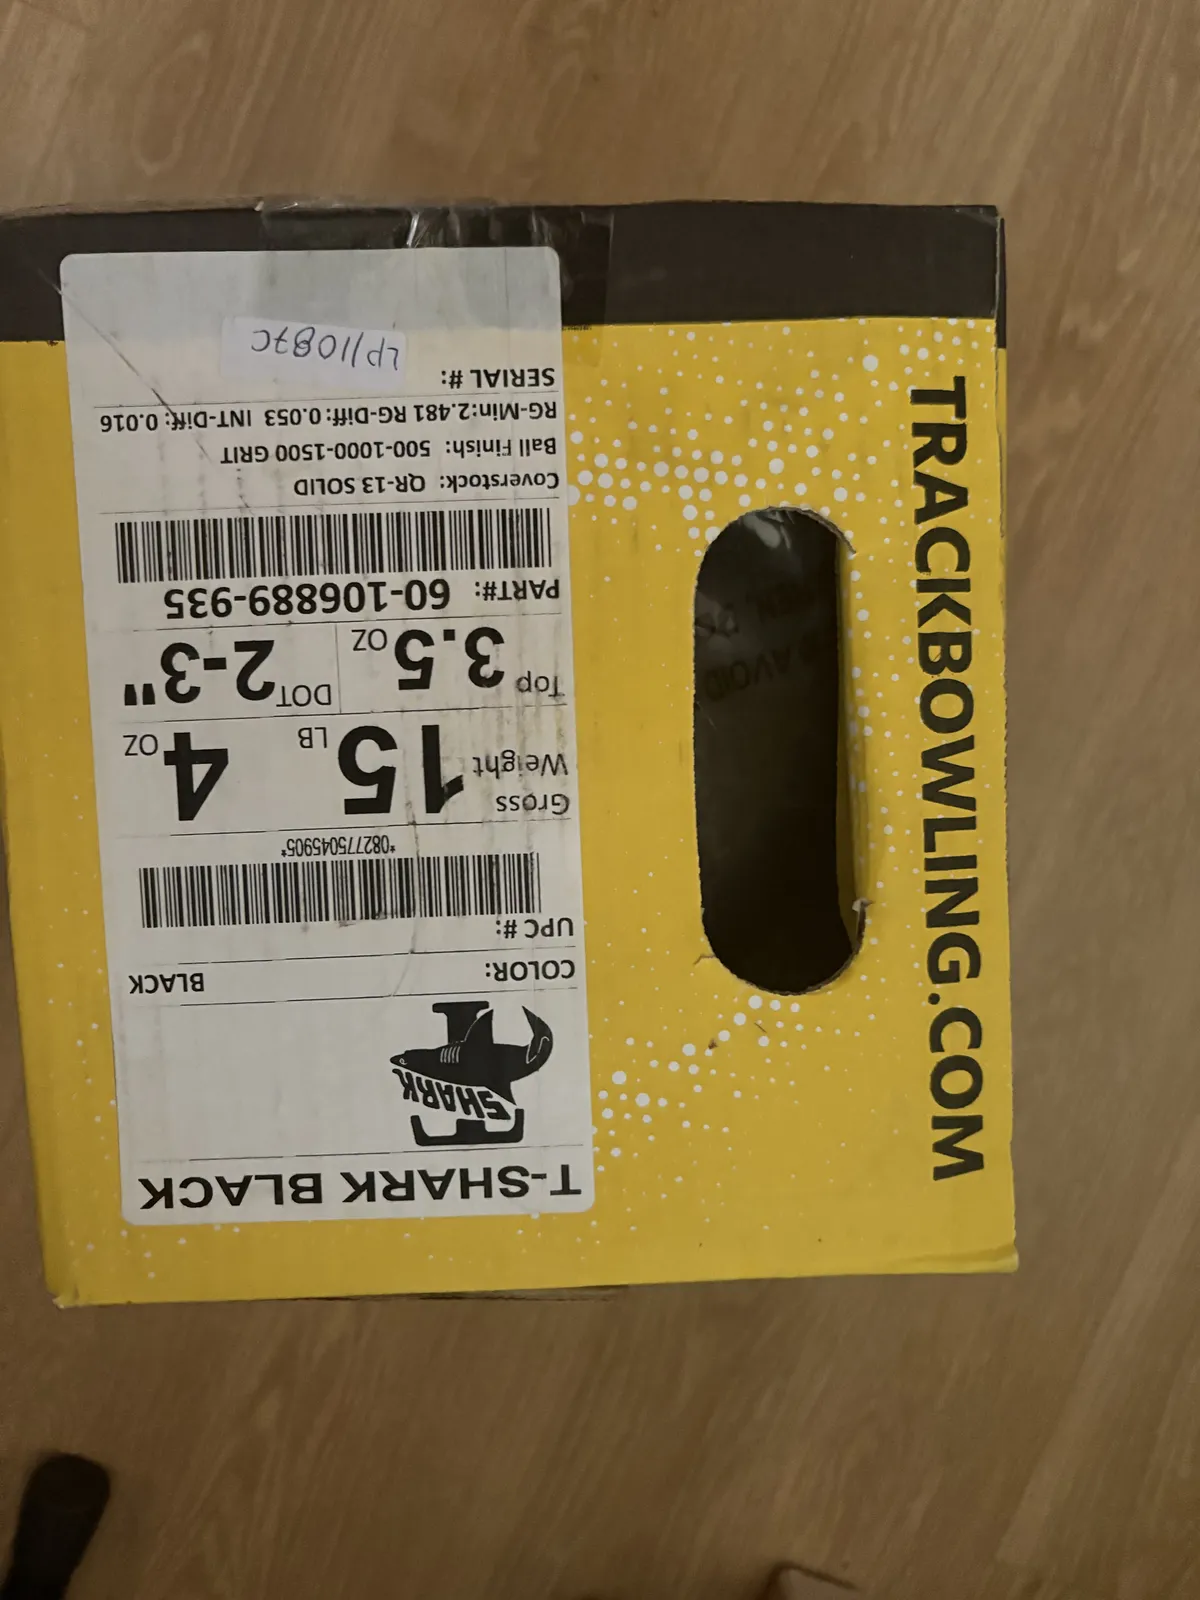 T-SHARK BLACK
SHARK
COLOR: BLACK
UPC #:
*082775045905*
Gross Weight 15 LB 4 OZ
Top 3.5 OZ DOT 2-3"
PART#: 60-106889-935
Coverstock: QR-13 SOLID
Ball Finish: 500-1000-1500 GRIT
RG-Min:2.481 RG-Diff:0.053 INT-Diff:0.016
SERIAL #:
TRACKBOWLING.COM
AVOID